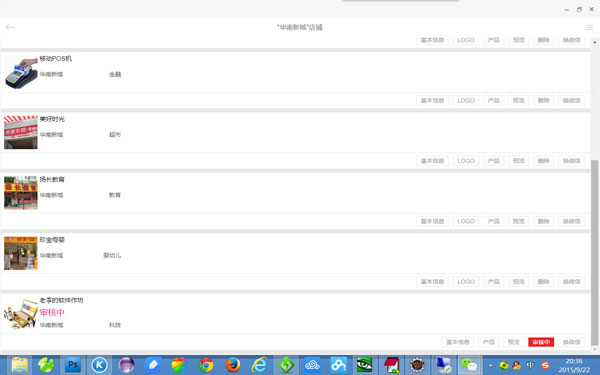 "华南新城"店铺
基本信息 LOGO 产品 预览 删除 换微信
移动POS机
华南新城 金融
基本信息 LOGO 产品 预览 删除 换微信
美好时光
华南新城 超市
基本信息 LOGO 产品 预览 删除 换微信
扬长教育
华南新城 教育
基本信息 LOGO 产品 预览 删除 换微信
珍宝母婴
华南新城 婴幼儿
基本信息 LOGO 产品 预览 删除 换微信
老李的软件作坊
审核中
华南新城 科技
基本信息 产品 预览 审核中 换微信
20:36
2015/9/22